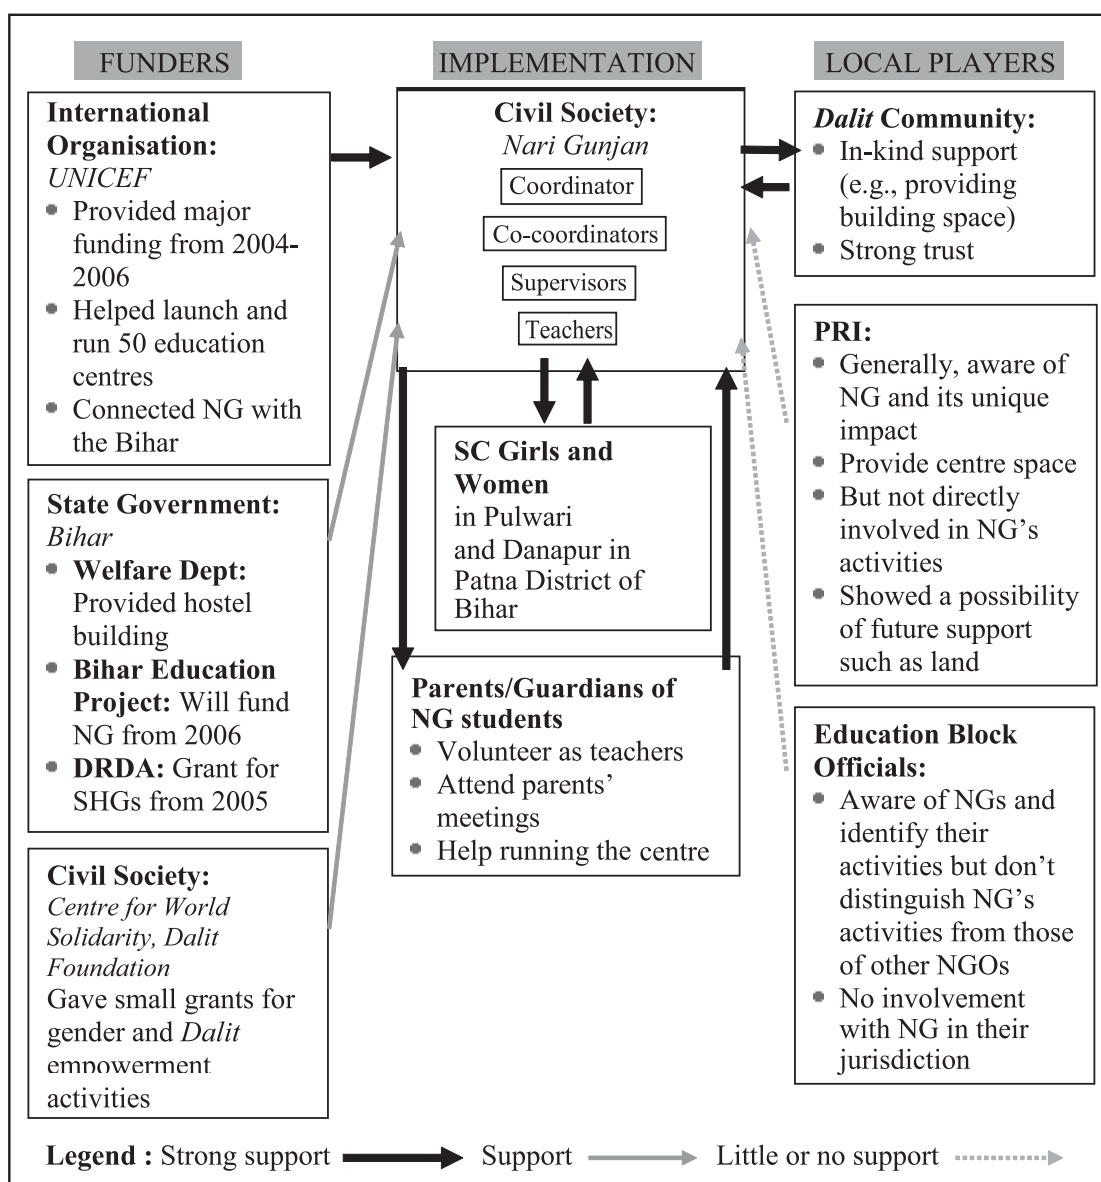 FUNDERS
International
Organisation:
UNICEF
Provided major
funding from 2004-
2006
Helped launch and
run 50 education
centres
Connected NG with
the Bihar
State Government:
Bihar
Welfare Dept:
Provided hostel
building
Bihar Education
Project: Will fund
NG from 2006
DRDA: Grant for
SHGs from 2005
Civil Society:
Centre for World
Solidarity, Dalit
Foundation
Gave small grants for
gender and Dalit
empowerment
activities
IMPLEMENTATION
Civil Society:
Nari Gunjan
Coordinator
Co-coordinators
Supervisors
Teachers
SC Girls and
Women
in Pulwari
and Danapur in
Patna District of
Bihar
Parents/Guardians of
NG students
Volunteer as teachers
Attend parents’
meetings
Help running the centre
LOCAL PLAYERS
Dalit Community:
In-kind support
(e.g., providing
building space)
Strong trust
PRI:
Generally, aware of
NG and its unique
impact
Provide centre space
But not directly
involved in NG’s
activities
Showed a possibility
of future support
such as land
Education Block
Officials:
Aware of NGs and
identify their
activities but don’t
distinguish NG’s
activities from those
of other NGOs
No involvement
with NG in their
jurisdiction
Legend : Strong support Support Little or no support